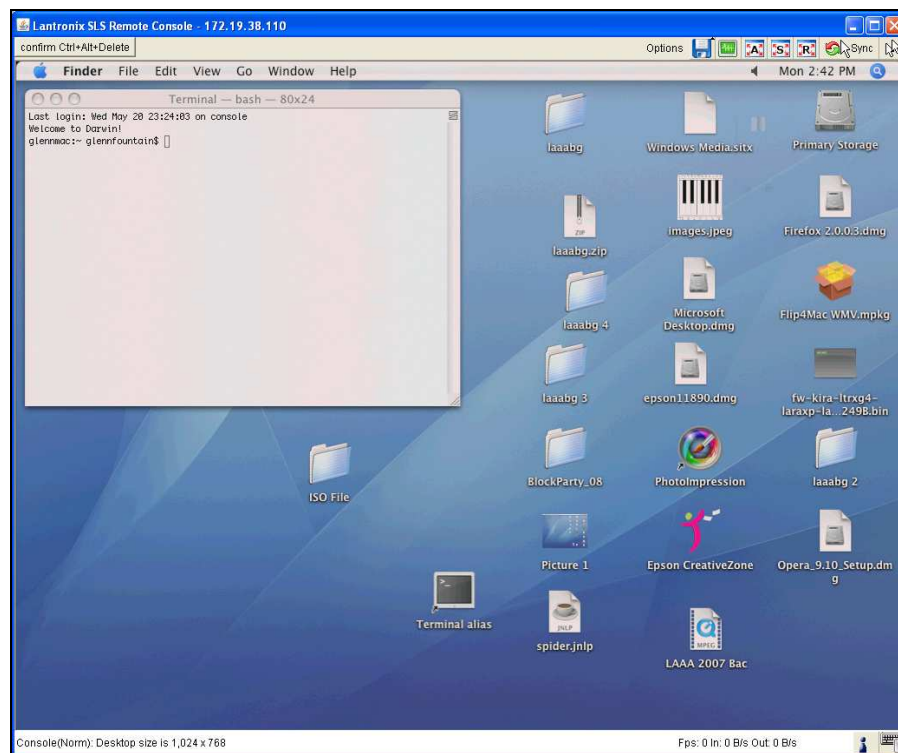 Lantronix SLS Remote Console - 172.19.38.110
confirm Ctrl+Alt+Delete
Options
A
S
R
Sync
Finder File Edit View Go Window Help
Mon 2:42 PM
Terminal — bash — 80x24
Last login: Wed May 20 23:24:03 on console
Welcome to Darwin!
glennmac:~ glennfountain$
laaabg
Windows Media.sitx
Primary Storage
ZIP
laaabg.zip
images.jpeg
Firefox 2.0.0.3.dmg
laaabg 4
Microsoft
Desktop.dmg
Flip4Mac WMV.mpkg
laaabg 3
epson11890.dmg
fw-kira-ltrxg4-
laraxp-la...249B.bin
ISO File
BlockParty_08
PhotoImpression
laaabg 2
Picture 1
Epson CreativeZone
Opera_9.10_Setup.dm
g
Terminal alias
JNLP
spider.jnlp
MPEG
LAAA 2007 Bac
Console(Norm): Desktop size is 1,024 x 768
Fps: 0 In: 0 B/s Out: 0 B/s